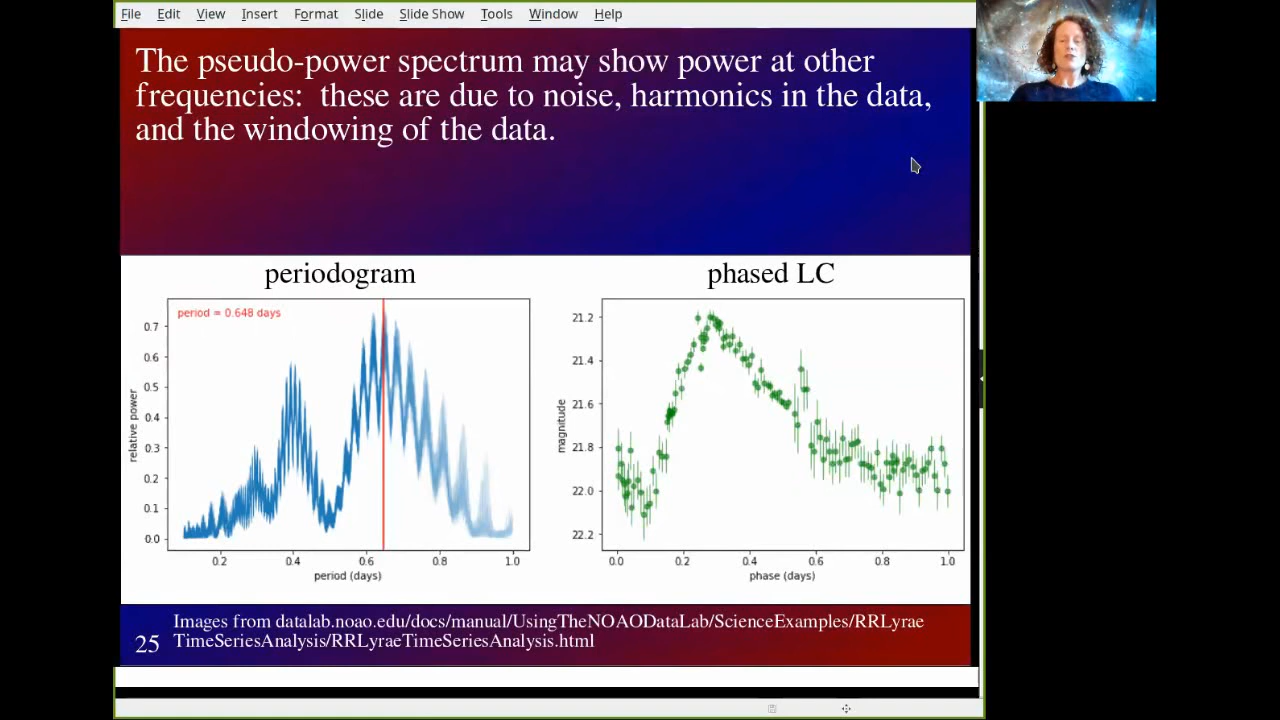 File Edit View Insert Format Slide Slide Show Tools Window Help
The pseudo-power spectrum may show power at other
frequencies: these are due to noise, harmonics in the data,
and the windowing of the data.
periodogram
period = 0.648 days
0.7
0.6
0.5
0.4
0.3
0.2
0.1
0.0
relative power
0.2 0.4 0.6 0.8 1.0
period (days)
phased LC
21.2
21.4
21.6
21.8
22.0
22.2
magnitude
0.0 0.2 0.4 0.6 0.8 1.0
phase (days)
Images from datalab.noao.edu/docs/manual/UsingTheNOAODataLab/ScienceExamples/RRLyrae
TimeSeriesAnalysis/RRLyraeTimeSeriesAnalysis.html
25